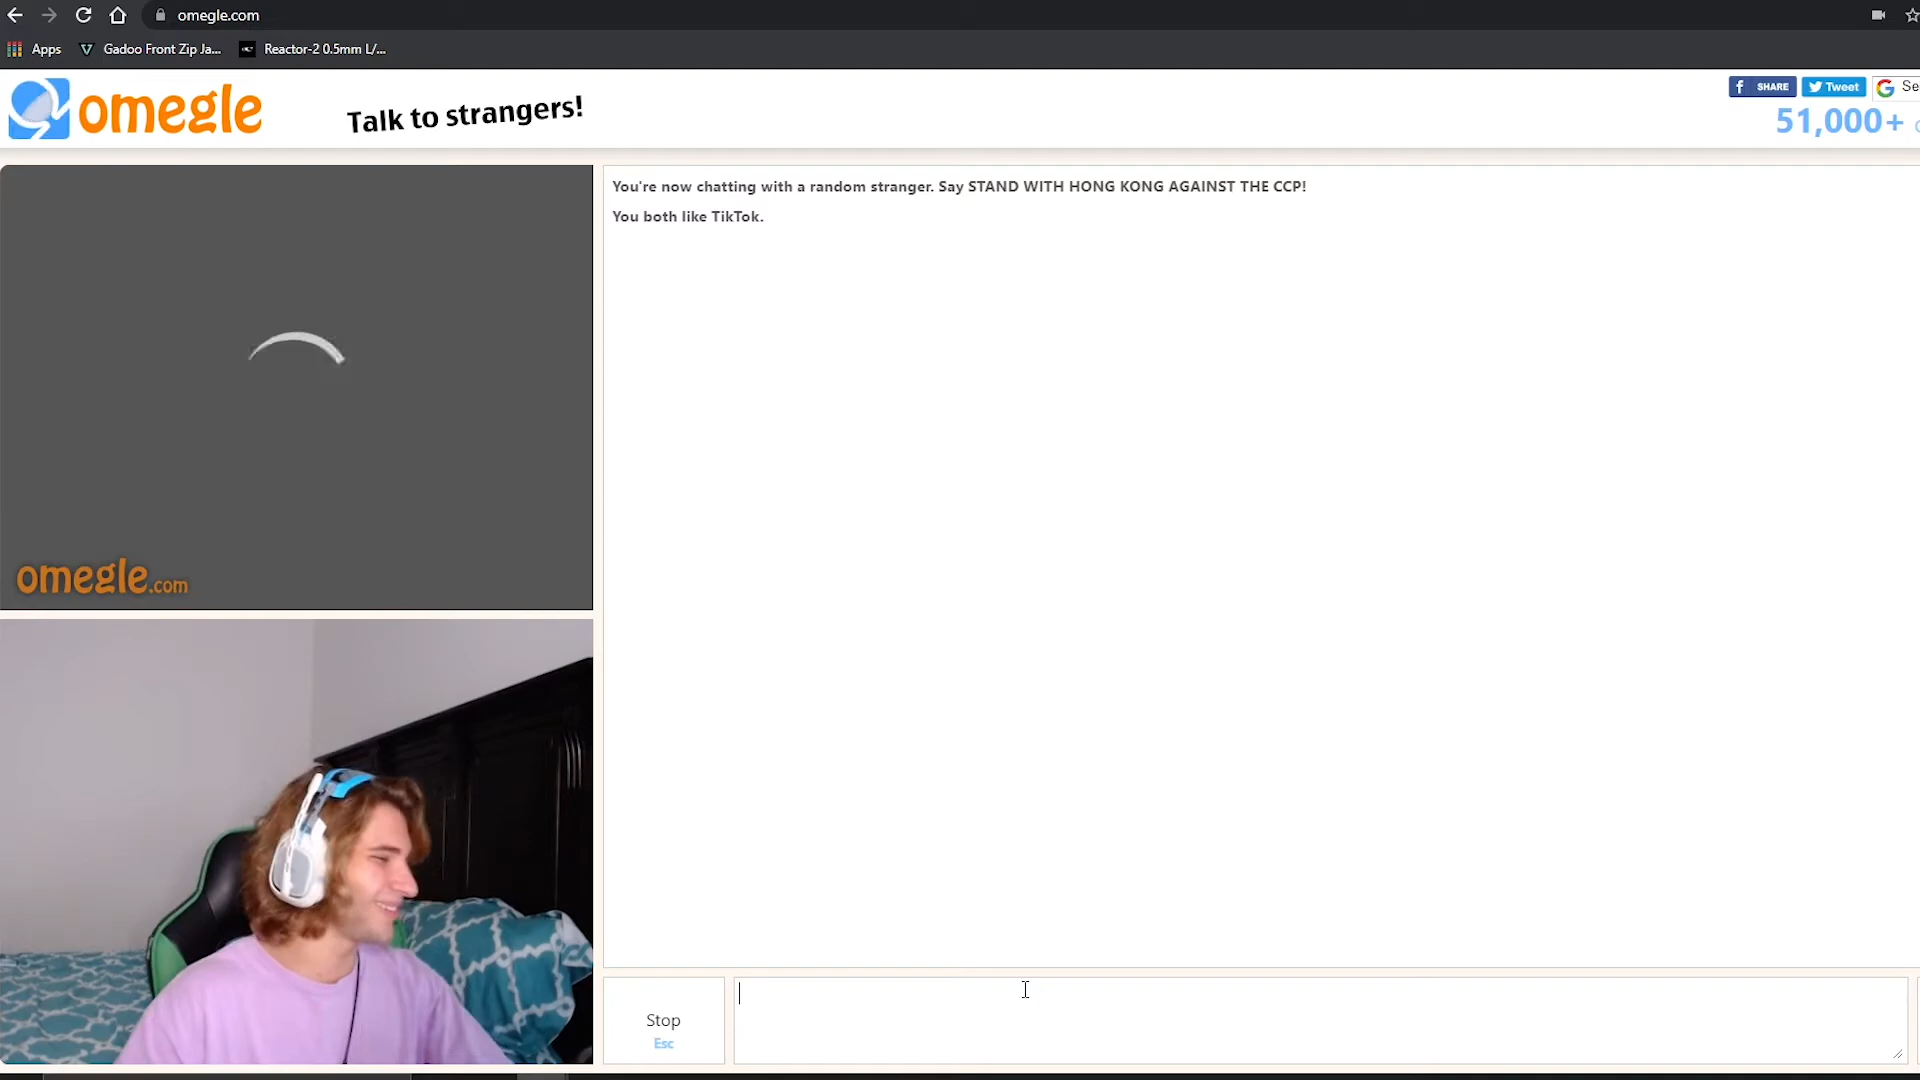 omegle.com
Apps
Gadoo Front Zip Ja...
Reactor-2 0.5mm L/...
omegle
Talk to strangers!
SHARE
Tweet
Se
51,000+
You're now chatting with a random stranger. Say STAND WITH HONG KONG AGAINST THE CCP!
You both like TikTok.
omegle.com
Stop
Esc